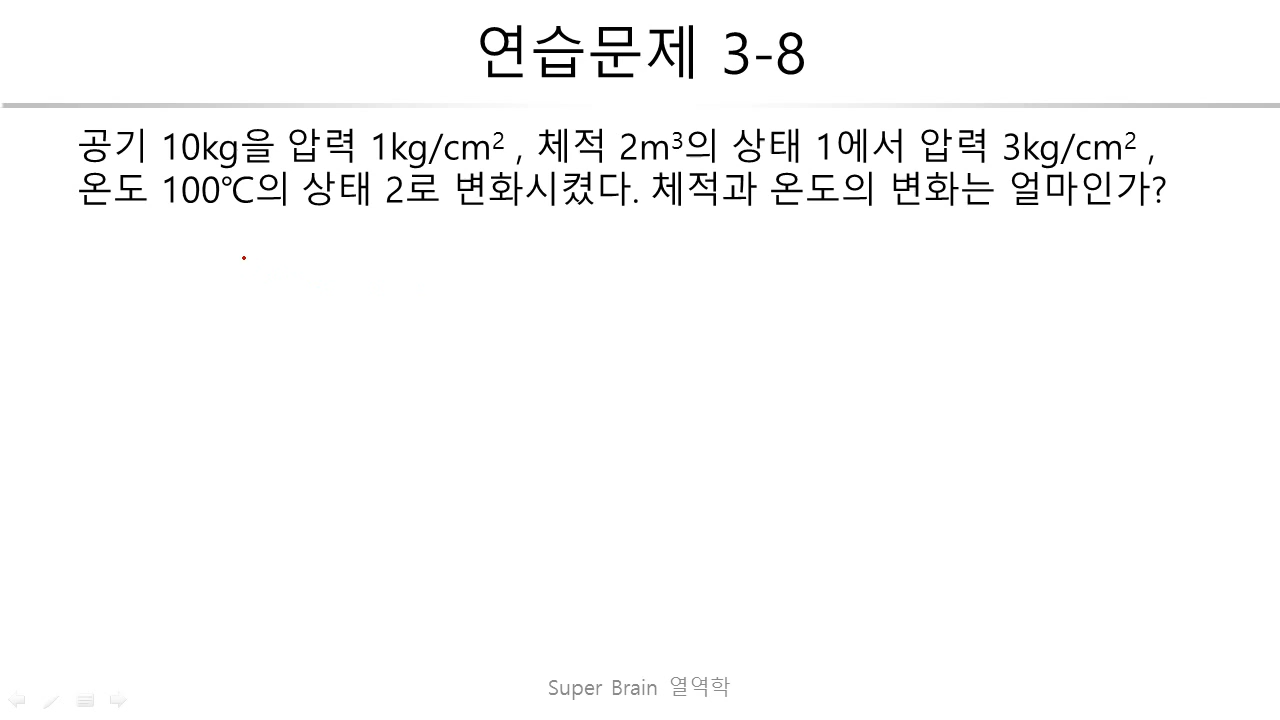 연습문제 3-8
공기 10kg을 압력 1kg/cm² , 체적 2m³의 상태 1에서 압력 3kg/cm² ,
온도 100℃의 상태 2로 변화시켰다. 체적과 온도의 변화는 얼마인가?
Super Brain 열역학